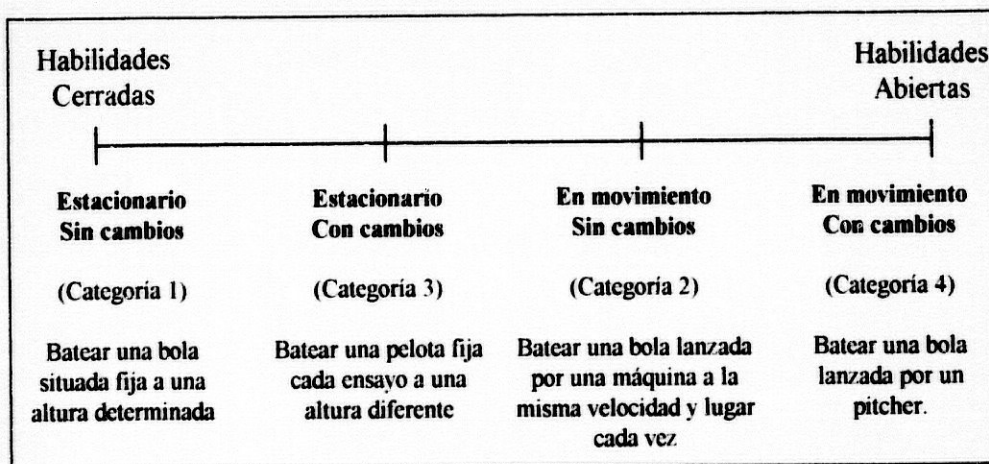 Habilidades
Cerradas
Habilidades
Abiertas
Estacionario
Sin cambios
Estacionario
Con cambios
En movimiento
Sin cambios
En movimiento
Con cambios
(Categoría 1)
(Categoría 3)
(Categoría 2)
(Categoría 4)
Batear una bola
situada fija a una
altura determinada
Batear una pelota fija
cada ensayo a una
altura diferente
Batear una bola lanzada
por una máquina a la
misma velocidad y lugar
cada vez
Batear una bola
lanzada por un
pitcher.